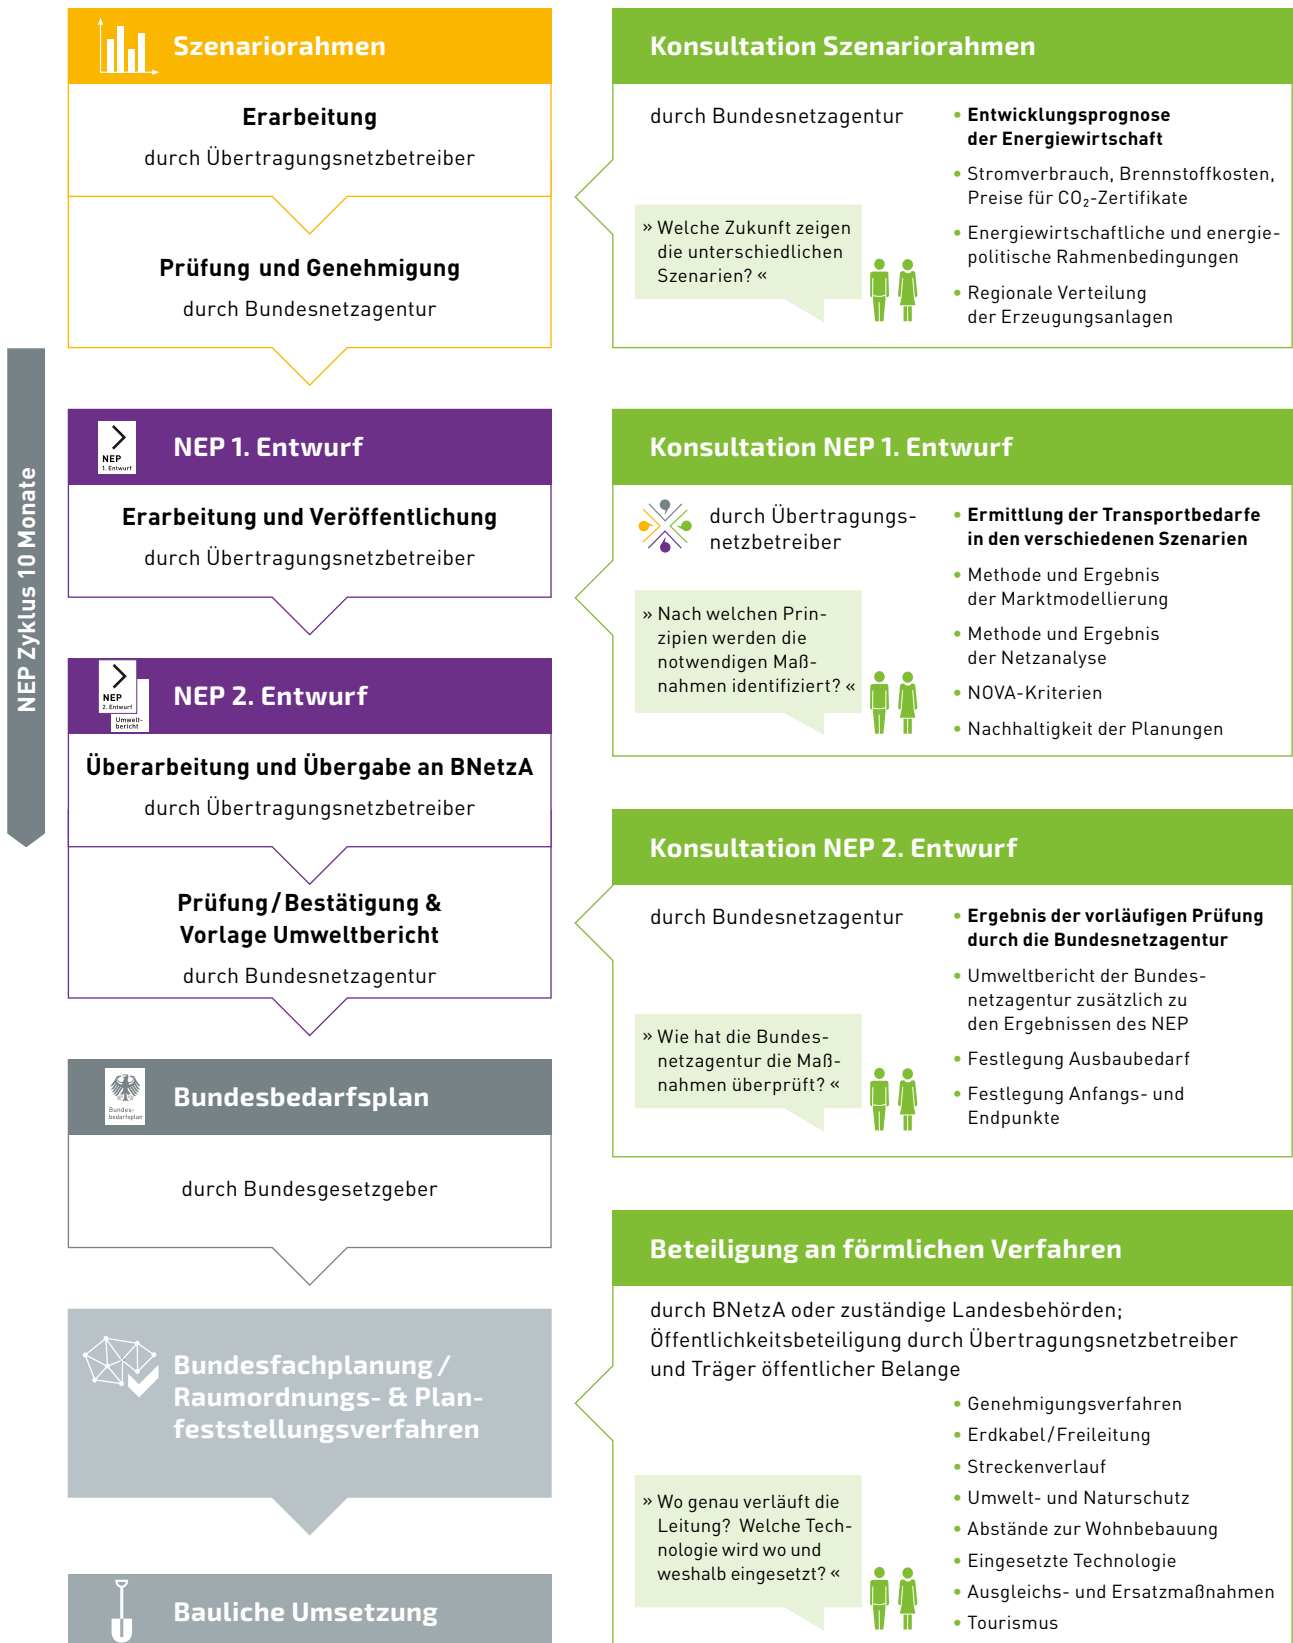 Szenariorahmen
Erarbeitung
durch Übertragungsnetzbetreiber
Prüfung und Genehmigung
durch Bundesnetzagentur
Konsultation Szenariorahmen
durch Bundesnetzagentur
» Welche Zukunft zeigen
die unterschiedlichen
Szenarien? «
• Entwicklungsprognose
der Energiewirtschaft
• Stromverbrauch, Brennstoffkosten,
Preise für CO₂-Zertifikate
• Energiewirtschaftliche und energie-
politische Rahmenbedingungen
• Regionale Verteilung
der Erzeugungsanlagen
NEP Zyklus 10 Monate
NEP
1. Entwurf
NEP 1. Entwurf
Erarbeitung und Veröffentlichung
durch Übertragungsnetzbetreiber
Konsultation NEP 1. Entwurf
durch Übertragungs-
netzbetreiber
» Nach welchen Prin-
zipien werden die
notwendigen Maß-
nahmen identifiziert? «
• Ermittlung der Transportbedarfe
in den verschiedenen Szenarien
• Methode und Ergebnis
der Marktmodellierung
• Methode und Ergebnis
der Netzanalyse
• NOVA-Kriterien
• Nachhaltigkeit der Planungen
NEP
2. Entwurf
Umwelt-
bericht
NEP 2. Entwurf
Überarbeitung und Übergabe an BNetzA
durch Übertragungsnetzbetreiber
Prüfung/Bestätigung &
Vorlage Umweltbericht
durch Bundesnetzagentur
Konsultation NEP 2. Entwurf
durch Bundesnetzagentur
» Wie hat die Bundes-
netzagentur die Maß-
nahmen überprüft? «
• Ergebnis der vorläufigen Prüfung
durch die Bundesnetzagentur
• Umweltbericht der Bundes-
netzagentur zusätzlich zu
den Ergebnissen des NEP
• Festlegung Ausbaubedarf
• Festlegung Anfangs- und
Endpunkte
Bundes-
bedarfsplan
Bundesbedarfsplan
durch Bundesgesetzgeber
Bundesfachplanung/
Raumordnungs- & Plan-
feststellungsverfahren
Beteiligung an förmlichen Verfahren
durch BNetzA oder zuständige Landesbehörden;
Öffentlichkeitsbeteiligung durch Übertragungsnetzbetreiber
und Träger öffentlicher Belange
» Wo genau verläuft die
Leitung? Welche Tech-
nologie wird wo und
weshalb eingesetzt? «
• Genehmigungsverfahren
• Erdkabel/Freileitung
• Streckenverlauf
• Umwelt- und Naturschutz
• Abstände zur Wohnbebauung
• Eingesetzte Technologie
• Ausgleichs- und Ersatzmaßnahmen
• Tourismus
Bauliche Umsetzung